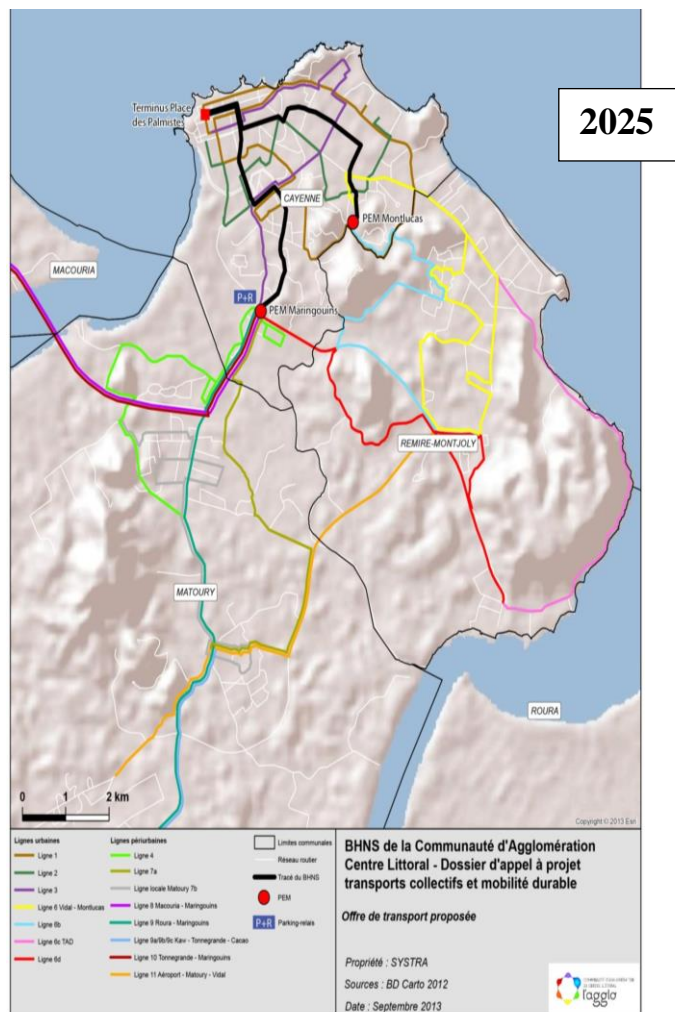 2025
Terminus Place
des Palmistes
CAYENNE
PEM Montlucas
MACOURIA
P+R
PEM Maringouins
REMIRE-MONTJOLY
MATOURY
ROURA
0 1 2 km
Copyright © 2013 Esri
Lignes urbaines
Ligne 1
Ligne 2
Ligne 3
Ligne 6 Vidal - Montlucas
Ligne 6b
Ligne 6c TAD
Ligne 6d
Lignes périurbaines
Ligne 4
Ligne 7a
Ligne locale Matoury 7b
Ligne 8 Macouria - Maringouins
Ligne 9 Roura - Maringouins
Ligne 9a/9b/9c Kaw - Tonnegrande - Cacao
Ligne 10 Tonnegrande - Maringouins
Ligne 11 Aéroport - Matoury - Vidal
Limites communales
Réseau routier
Tracé du BHNS
PEM
P+R Parking-relais
BHNS de la Communauté d'Agglomération
Centre Littoral - Dossier d'appel à projet
transports collectifs et mobilité durable
Offre de transport proposée
Propriété : SYSTRA
Sources : BD Carto 2012
Date : Septembre 2013
l'agglo